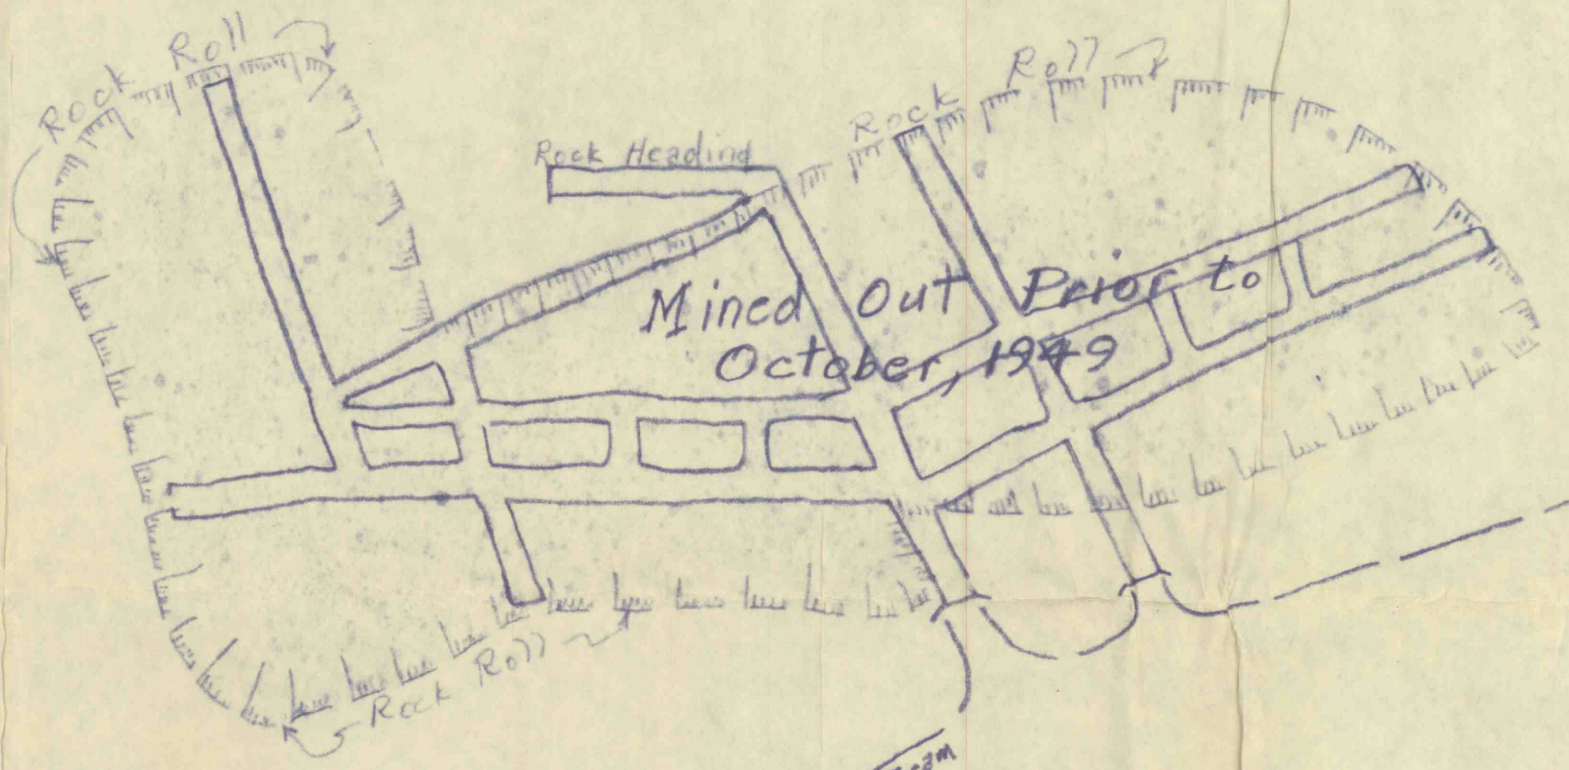 Rock Roll
Rock Roll
Rock Heading
Mined Out Prior to
October, 1949
Rock Roll